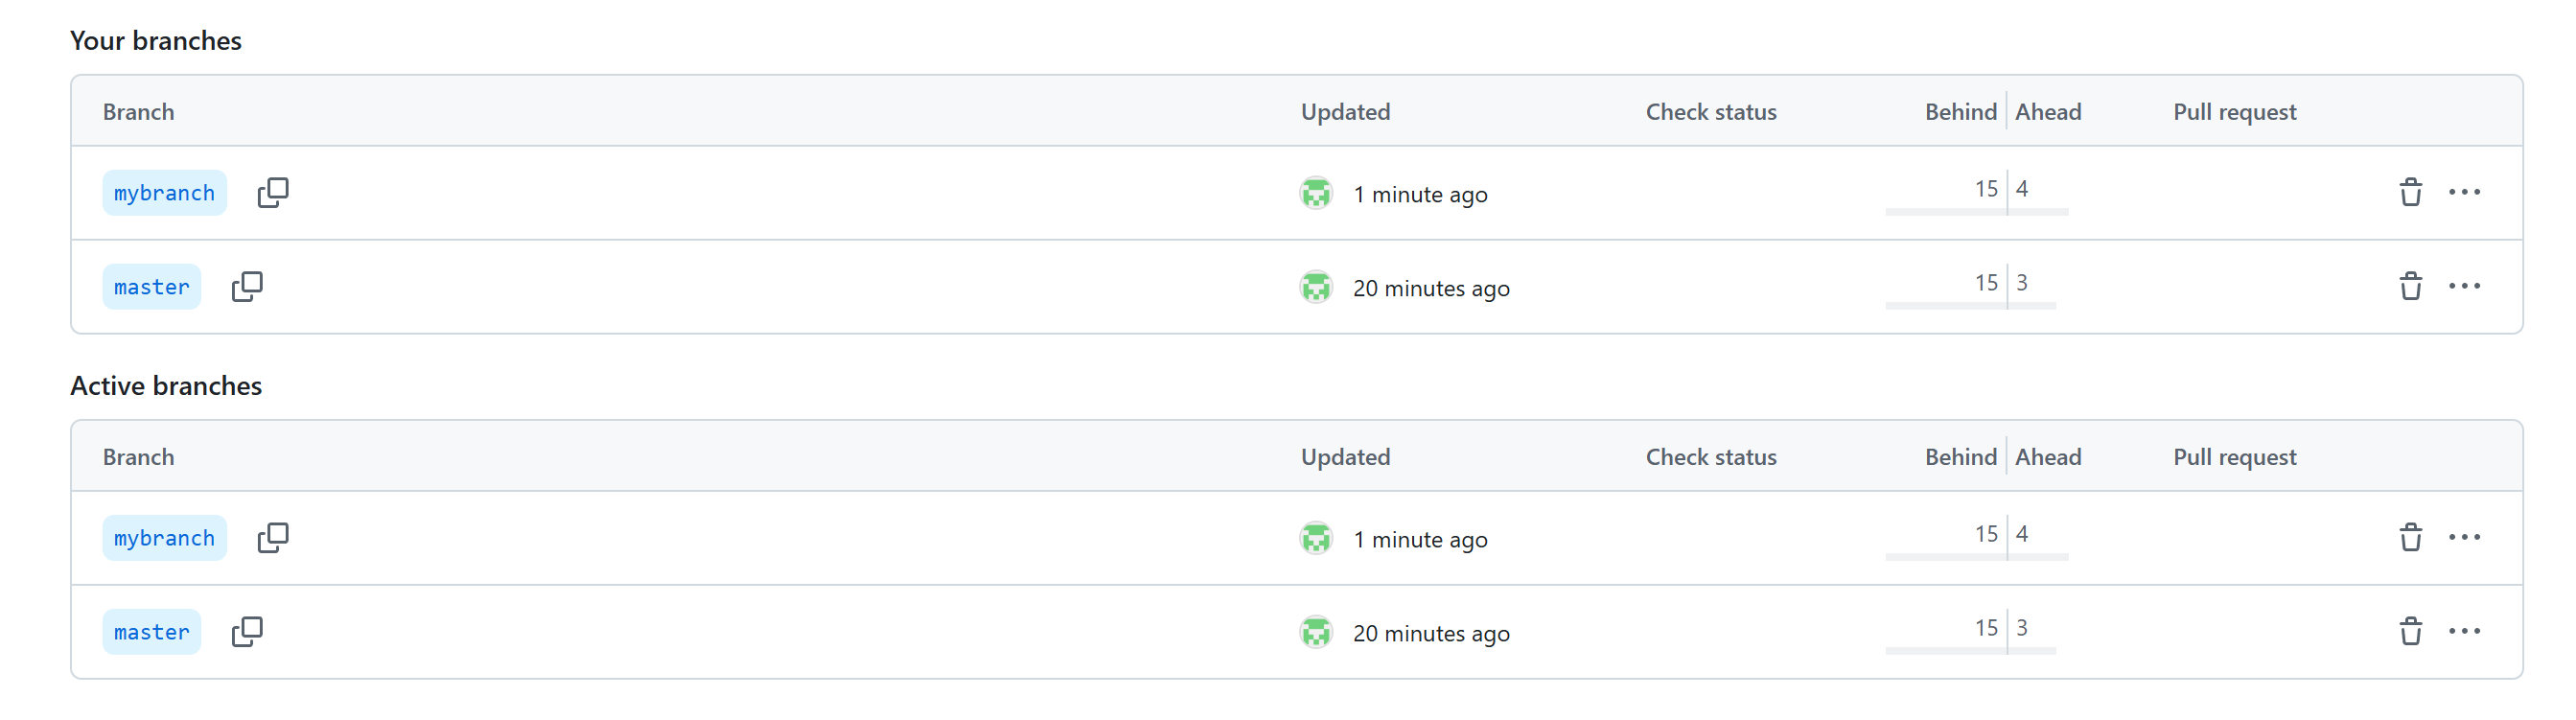 Your branches
Branch Updated Check status Behind Ahead Pull request
mybranch 1 minute ago 15 4
master 20 minutes ago 15 3
Active branches
Branch Updated Check status Behind Ahead Pull request
mybranch 1 minute ago 15 4
master 20 minutes ago 15 3